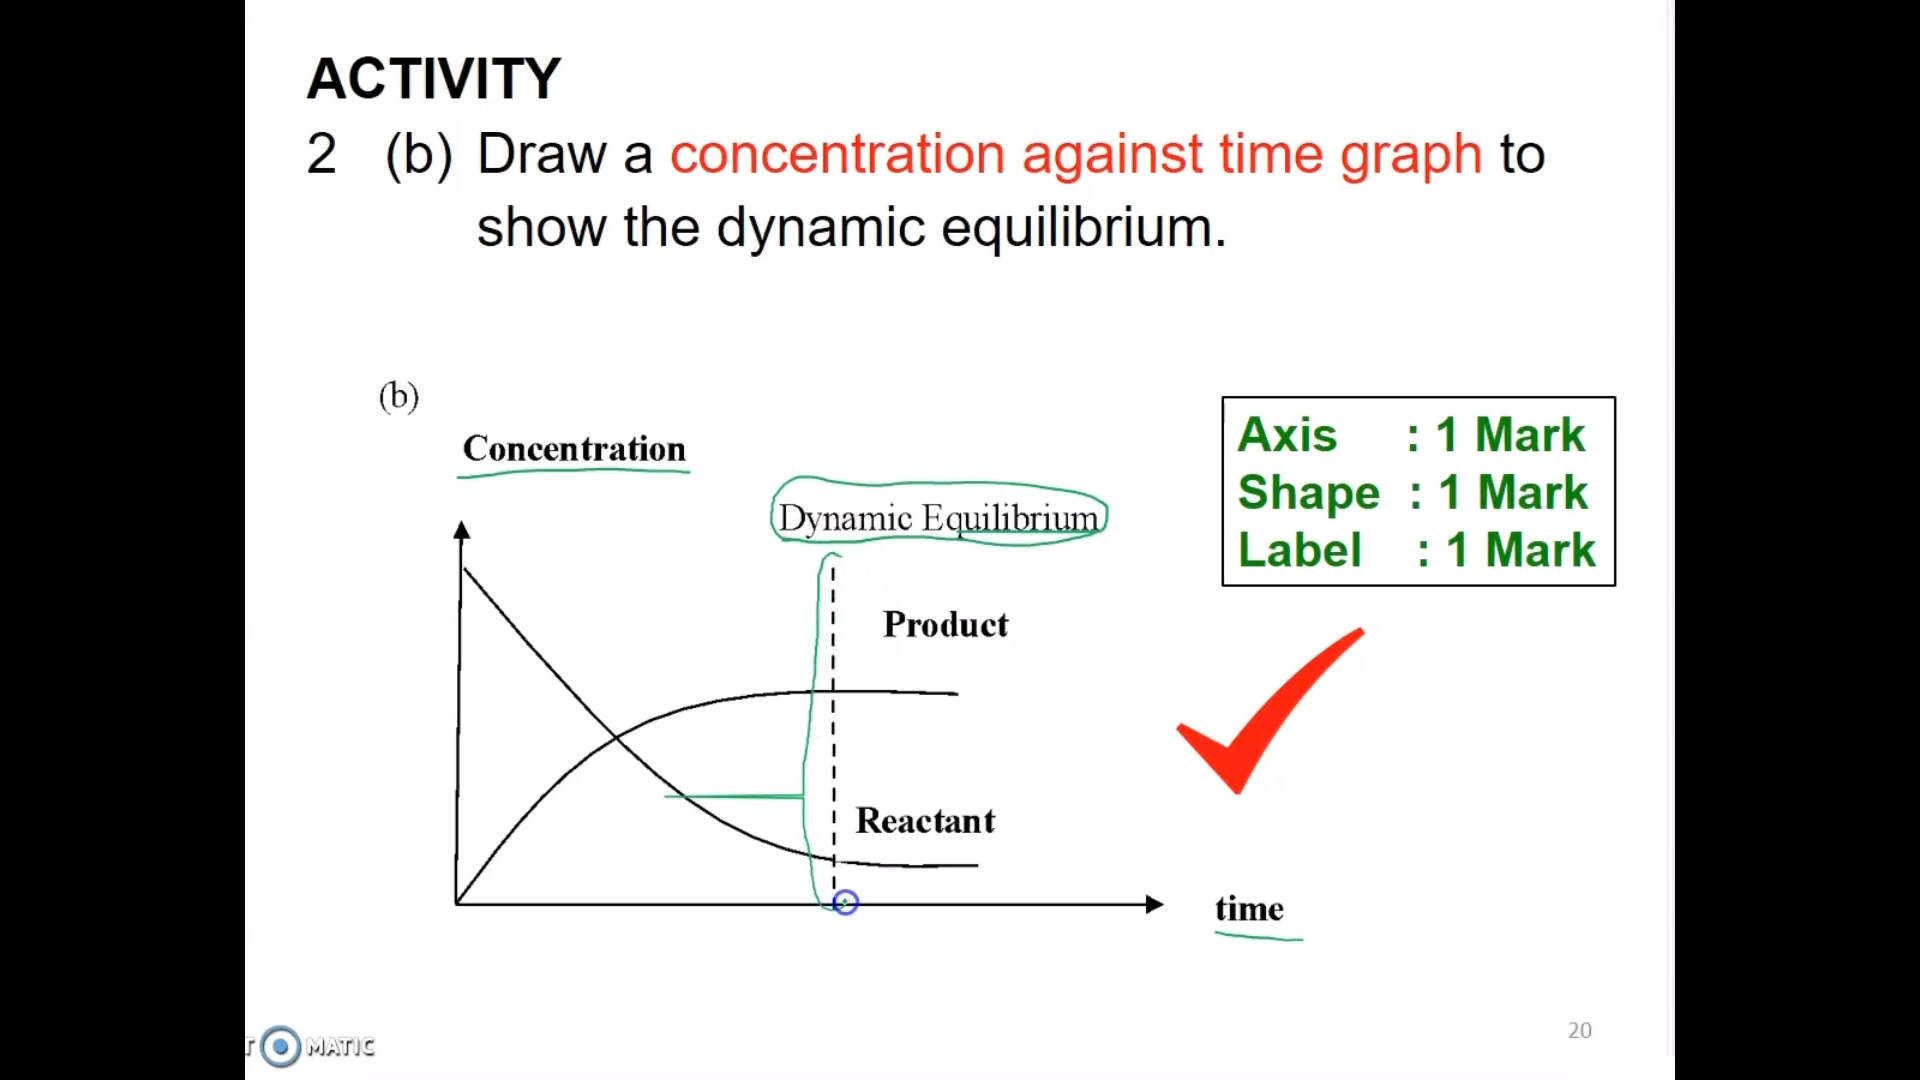 ACTIVITY
2 (b) Draw a concentration against time graph to
show the dynamic equilibrium.
(b)
Concentration
Dynamic Equilibrium
Product
Reactant
time
Axis : 1 Mark
Shape : 1 Mark
Label : 1 Mark
MATIC
20